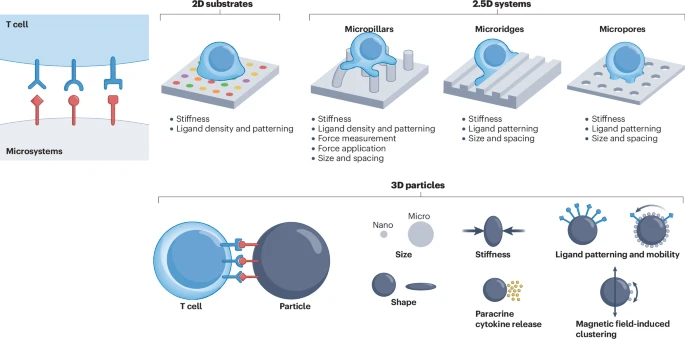 T cell
Microsystems
2D substrates
• Stiffness
• Ligand density and patterning
2.5D systems
Micropillars
• Stiffness
• Ligand density and patterning
• Force measurement
• Force application
• Size and spacing
Microridges
• Stiffness
• Ligand patterning
• Size and spacing
Micropores
• Stiffness
• Ligand patterning
• Size and spacing
3D particles
T cell
Particle
Nano
Micro
Size
Stiffness
Ligand patterning and mobility
Shape
Paracrine
cytokine release
Magnetic field-induced
clustering